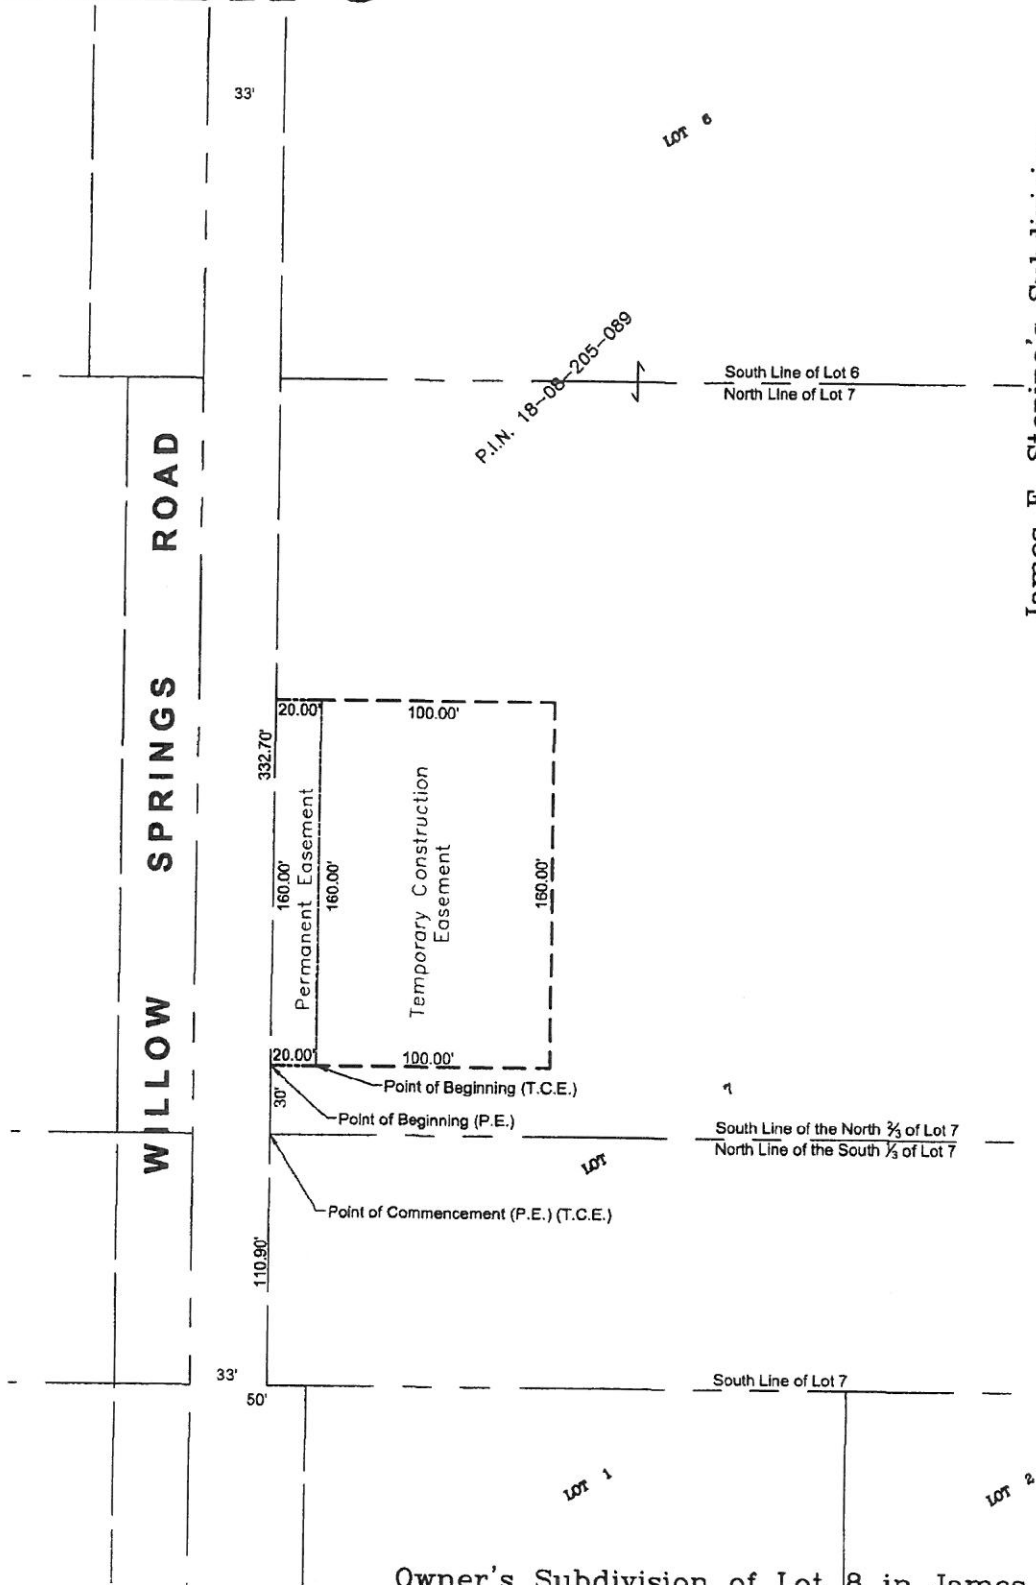 33'
LOT 6
P.I.N. 18-08-205-089
South Line of Lot 6
North Line of Lot 7
WILLOW SPRINGS ROAD
20.00'
100.00'
332.70'
160.00'
Permanent Easement
160.00'
Temporary Construction
Easement
160.00'
20.00'
100.00'
30'
Point of Beginning (T.C.E.)
Point of Beginning (P.E.)
7
South Line of the North ⅔ of Lot 7
North Line of the South ⅓ of Lot 7
LOT
Point of Commencement (P.E.) (T.C.E.)
110.90'
33'
50'
South Line of Lot 7
LOT 1
LOT 2
Owner's Subdivision of Lot 8 in James